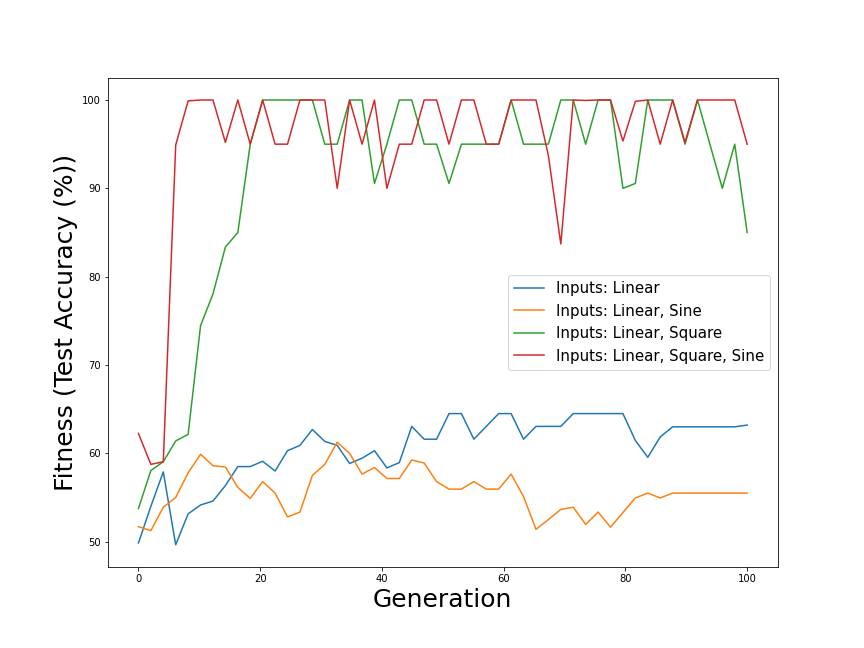 Fitness (Test Accuracy (%))
100
90
80
70
60
50
Inputs: Linear
Inputs: Linear, Sine
Inputs: Linear, Square
Inputs: Linear, Square, Sine
0 20 40 60 80 100
Generation